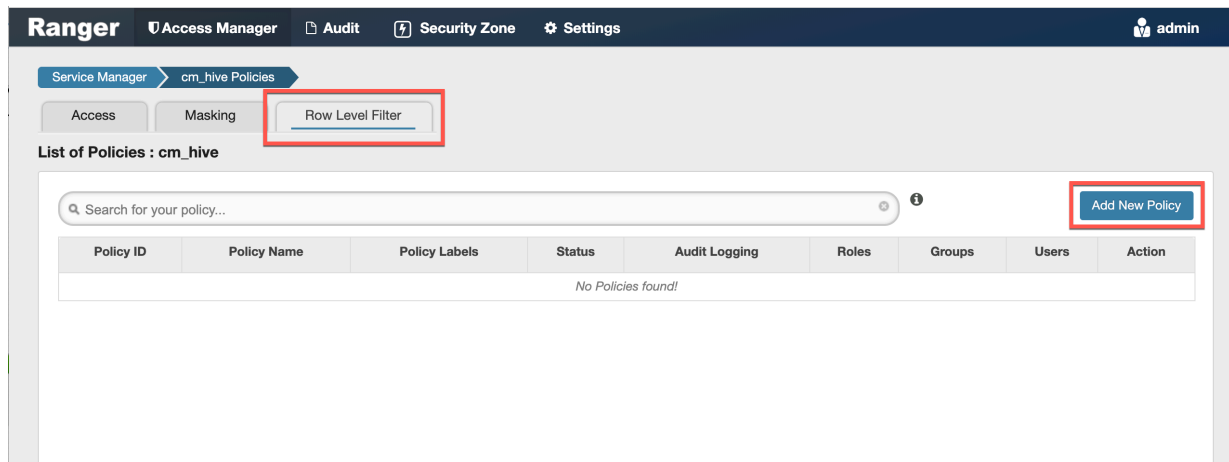 Ranger Access Manager Audit Security Zone Settings admin
Service Manager cm_hive Policies
Access Masking Row Level Filter
List of Policies : cm_hive
Search for your policy... Add New Policy
Policy ID Policy Name Policy Labels Status Audit Logging Roles Groups Users Action
No Policies found!